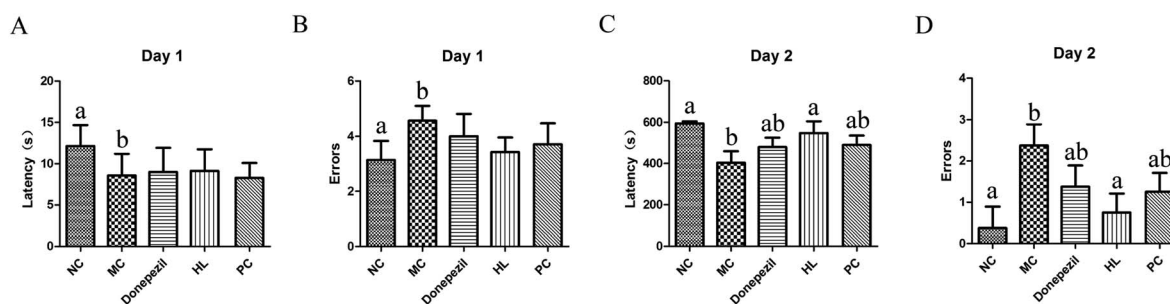 A
Day 1
Latency（s）
20
15
10
5
0
a
b
NC
MC
Donepezil
HL
PC
B
Day 1
Errors
6
4
2
0
a
b
NC
MC
Donepezil
HL
PC
C
Day 2
Latency（s）
800
600
400
200
0
a
b
ab
a
ab
NC
MC
Donepezil
HL
PC
D
Day 2
Errors
4
3
2
1
0
a
b
ab
a
ab
NC
MC
Donepezil
HL
PC